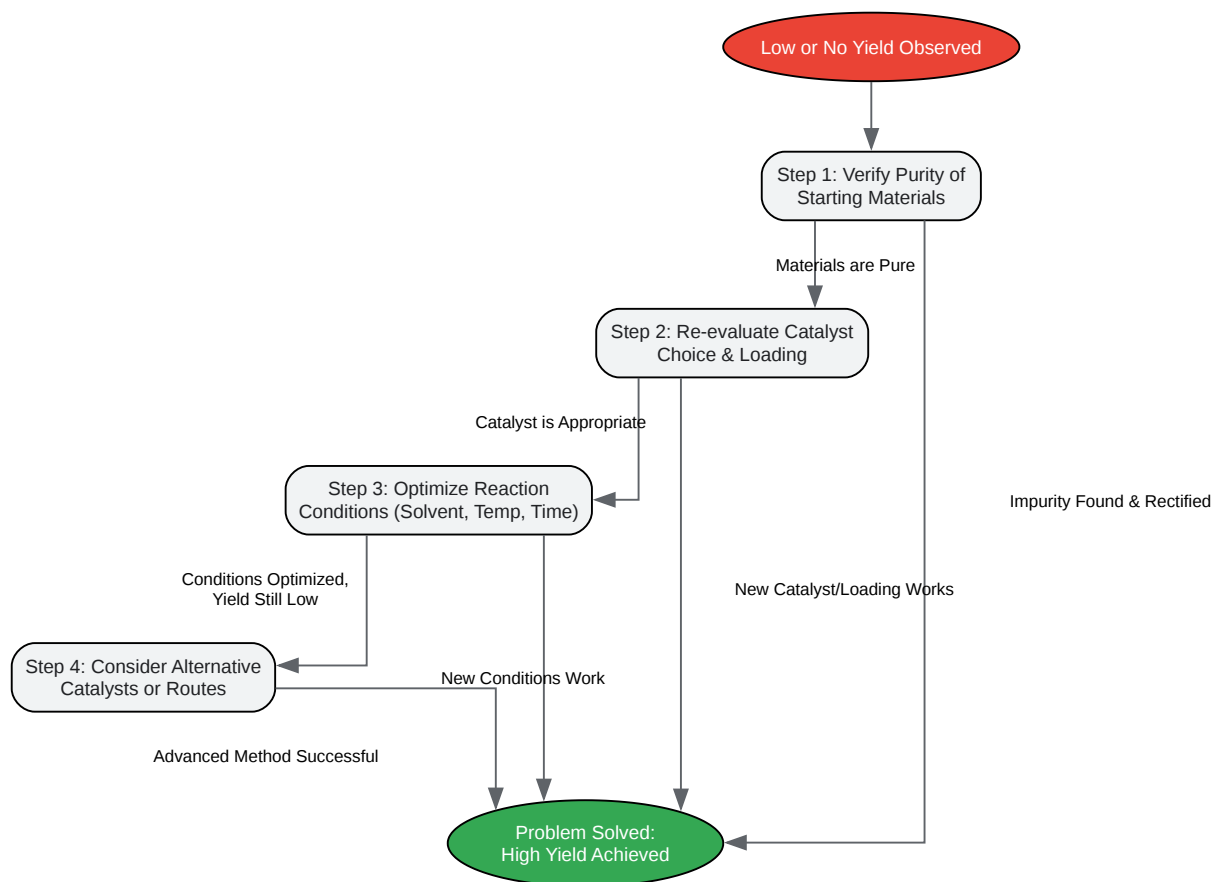 Low or No Yield Observed
Step 1: Verify Purity of
Starting Materials
Materials are Pure
Step 2: Re-evaluate Catalyst
Choice & Loading
Catalyst is Appropriate
Step 3: Optimize Reaction
Conditions (Solvent, Temp, Time)
Impurity Found & Rectified
Conditions Optimized,
Yield Still Low
New Catalyst/Loading Works
Step 4: Consider Alternative
Catalysts or Routes
New Conditions Work
Advanced Method Successful
Problem Solved:
High Yield Achieved